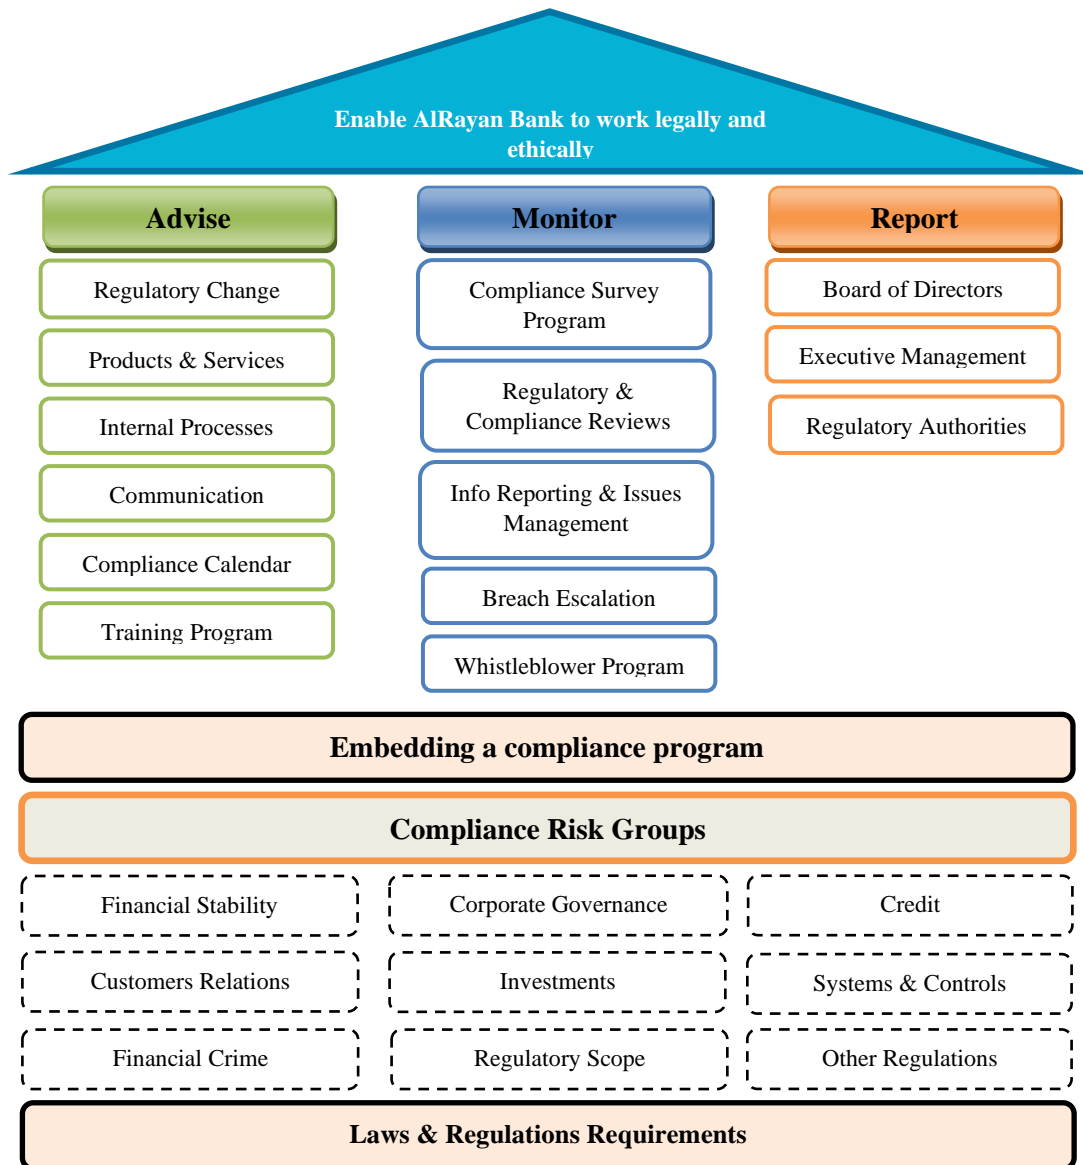 Enable AlRayan Bank to work legally and
ethically
Advise
Regulatory Change
Products & Services
Internal Processes
Communication
Compliance Calendar
Training Program
Monitor
Compliance Survey
Program
Regulatory &
Compliance Reviews
Info Reporting & Issues
Management
Breach Escalation
Whistleblower Program
Report
Board of Directors
Executive Management
Regulatory Authorities
Embedding a compliance program
Compliance Risk Groups
Financial Stability
Corporate Governance
Credit
Customers Relations
Investments
Systems & Controls
Financial Crime
Regulatory Scope
Other Regulations
Laws & Regulations Requirements